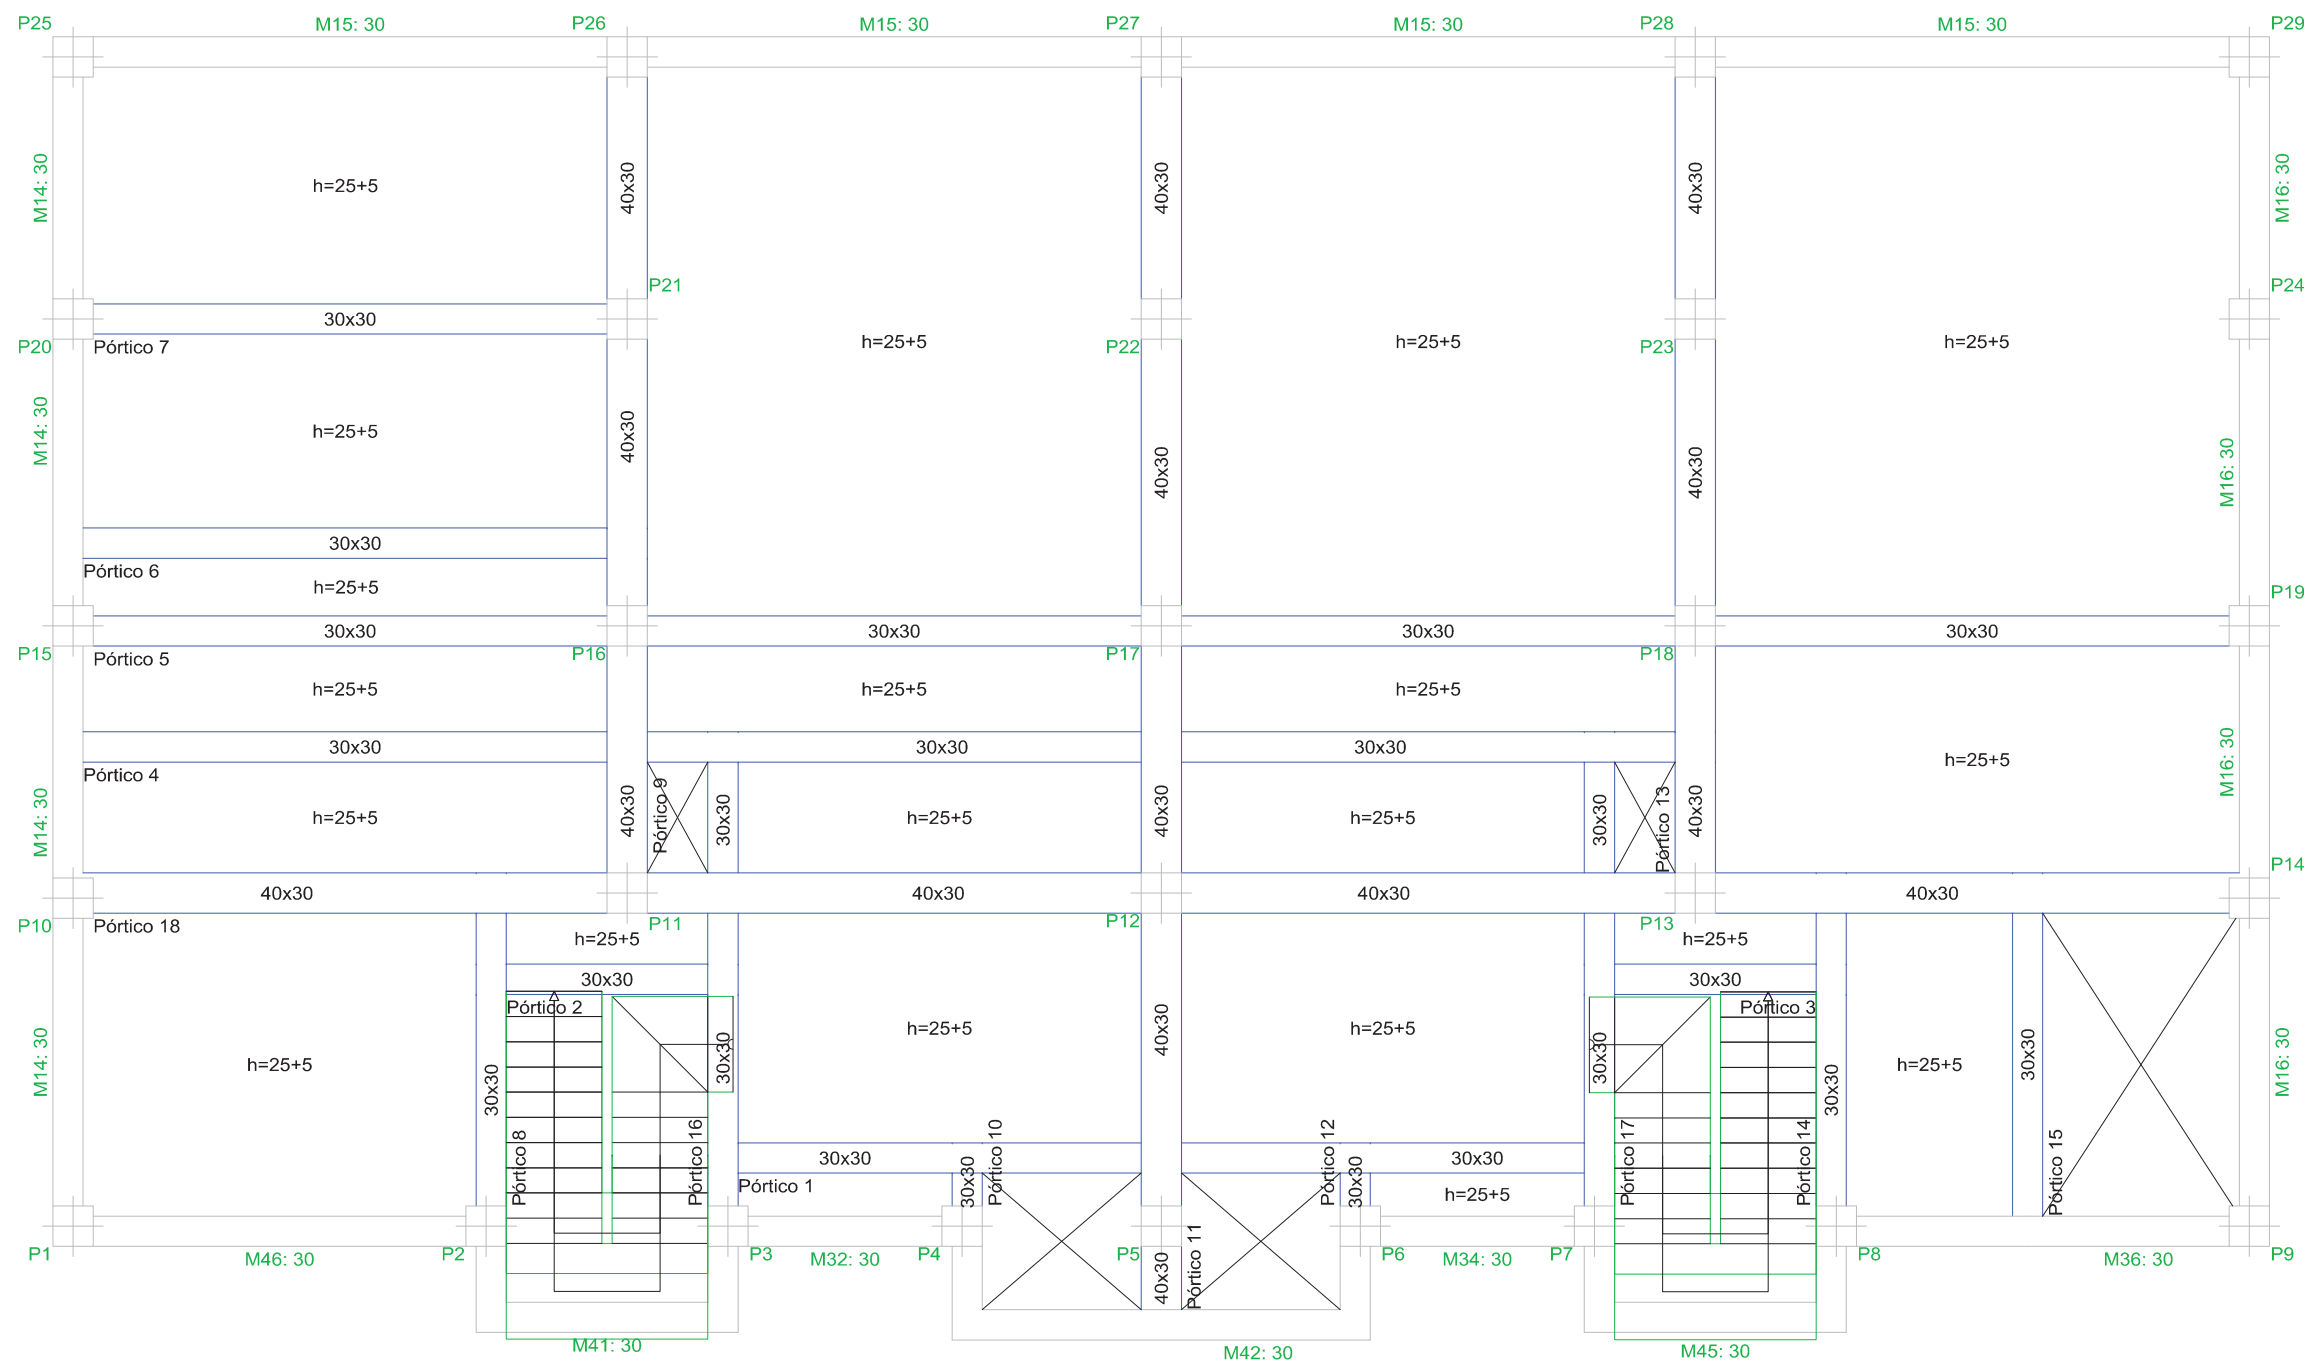 P25 M15: 30 P26 M15: 30 P27 M15: 30 P28 M15: 30 P29
M14: 30 h=25+5 40x30 40x30 40x30 M16: 30
P21 P24
30x30
P20 Pórtico 7 h=25+5 P22 h=25+5 P23 h=25+5
M14: 30 h=25+5 40x30 40x30 40x30 M16: 30
30x30
Pórtico 6
h=25+5 P19
30x30 30x30 30x30 30x30
P15 Pórtico 5 P16 P17 P18
h=25+5 h=25+5 h=25+5
30x30 30x30 30x30
Pórtico 4 h=25+5 M16: 30
M14: 30 h=25+5 40x30 Pórtico 9 30x30 h=25+5 40x30 h=25+5 30x30 Pórtico 13 40x30
P14
40x30 40x30 40x30 40x30
P10 Pórtico 18 P11 P12 P13
h=25+5 h=25+5
30x30 30x30
Pórtico 2 Pórtico 3
h=25+5 40x30 h=25+5
M14: 30 h=25+5 30x30 30x30 30x30 30x30 h=25+5 30x30 M16: 30
Pórtico 8 Pórtico 16 30x30 30x30 Pórtico 10 Pórtico 12 30x30 30x30 Pórtico 17 Pórtico 14 Pórtico 15
Pórtico 1 h=25+5
P1 M46: 30 P2 P3 M32: 30 P4 P5 40x30 Pórtico 11 P6 M34: 30 P7 P8 M36: 30 P9
M41: 30 M42: 30 M45: 30